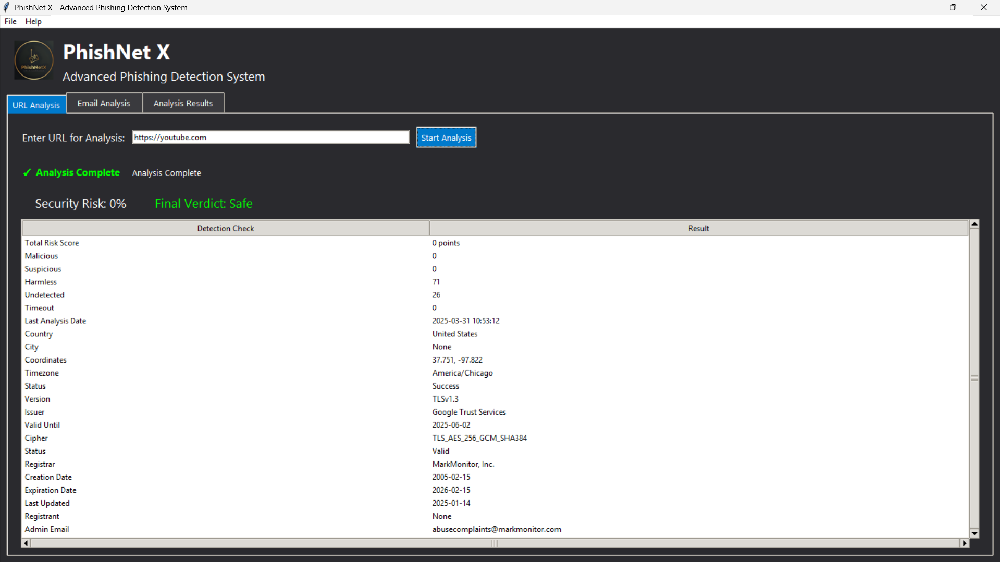 PhishNet X - Advanced Phishing Detection System
File Help
PhishNetX
PhishNet X
Advanced Phishing Detection System
URL Analysis Email Analysis Analysis Results
Enter URL for Analysis: https://youtube.com Start Analysis
✓ Analysis Complete Analysis Complete
Security Risk: 0% Final Verdict: Safe
Detection Check Result
Total Risk Score 0 points
Malicious 0
Suspicious 0
Harmless 71
Undetected 26
Timeout 0
Last Analysis Date 2025-03-31 10:53:12
Country United States
City None
Coordinates 37.751, -97.822
Timezone America/Chicago
Status Success
Version TLSv1.3
Issuer Google Trust Services
Valid Until 2025-06-02
Cipher TLS_AES_256_GCM_SHA384
Status Valid
Registrar MarkMonitor, Inc.
Creation Date 2005-02-15
Expiration Date 2026-02-15
Last Updated 2025-01-14
Registrant None
Admin Email abusecomplaints@markmonitor.com